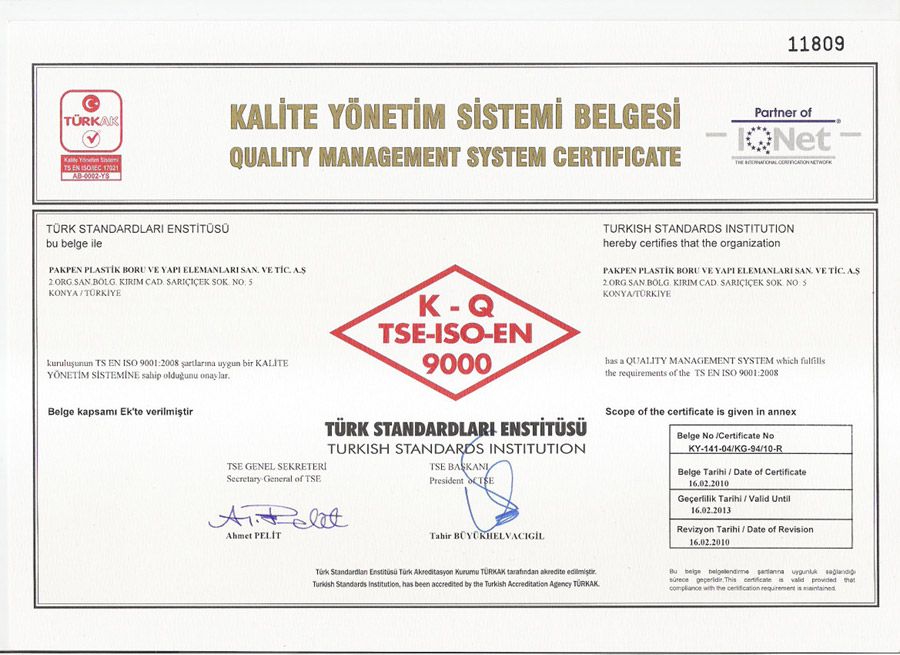 11809
TÜRKAK
Kalite Yönetim Sistemi
TS EN ISO/IEC 17021
AB-0002-YS
KALİTE YÖNETİM SİSTEMİ BELGESİ
QUALITY MANAGEMENT SYSTEM CERTIFICATE
Partner of
IQNet
THE INTERNATIONAL CERTIFICATION NETWORK
TÜRK STANDARDLARI ENSTİTÜSÜ
bu belge ile
PAKPEN PLASTİK BORU VE YAPI ELEMANLARI SAN. VE TİC. A.Ş
2.ORG.SAN.BÖLG. KIRIM CAD. SARIÇİÇEK SOK. NO: 5
KONYA / TÜRKİYE
kuruluşunun TS EN ISO 9001:2008 şartlarına uygun bir KALİTE
YÖNETİM SİSTEMİNE sahip olduğunu onaylar.
Belge kapsamı Ek'te verilmiştir
TURKISH STANDARDS INSTITUTION
hereby certifies that the organization
PAKPEN PLASTİK BORU VE YAPI ELEMANLARI SAN. VE TİC. A.Ş
2.ORG.SAN.BÖLG. KIRIM CAD. SARIÇİÇEK SOK. NO: 5
KONYA/TÜRKİYE
has a QUALITY MANAGEMENT SYSTEM which fulfills
the requirements of the TS EN ISO 9001:2008
Scope of the certificate is given in annex
K - Q
TSE-ISO-EN
9000
TÜRK STANDARDLARI ENSTİTÜSÜ
TURKISH STANDARDS INSTITUTION
TSE GENEL SEKRETERİ
Secretary-General of TSE
A. Pelit
Ahmet PELİT
TSE BAŞKANI
President of TSE
Tahir BÜYÜKHELVACIGİL
Belge No /Certificate No
KY-141-04/KG-94/10-R
Belge Tarihi / Date of Certificate
16.02.2010
Geçerlilik Tarihi / Valid Until
16.02.2013
Revizyon Tarihi / Date of Revision
16.02.2010
Türk Standardları Enstitüsü Türk Akreditasyon Kurumu TÜRKAK tarafından akredite edilmiştir.
Turkish Standards Institution, has been accredited by the Turkish Accreditation Agency TÜRKAK.
Bu belge belgelendirme şartlarına uygunluk sağlandığı
sürece geçerlidir.This certificate is valid provided that
compliance with the certification requirement is maintained.